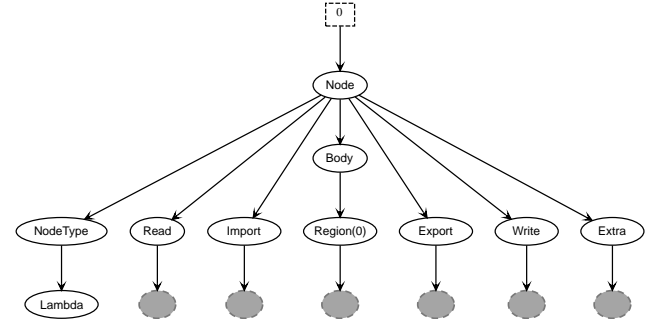 0
Node
Body
NodeType Read Import Region(0) Export Write Extra
Lambda